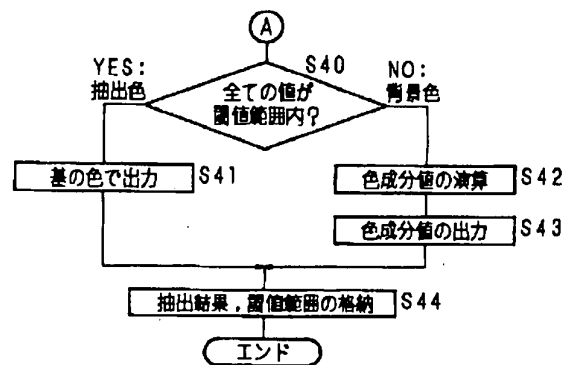 A
S40
YES:
抽出色
NO:
背景色
全ての値が
閾値範囲内?
基の色で出力 S41
色成分値の演算 S42
色成分値の出力 S43
抽出結果,閾値範囲の格納 S44
エンド